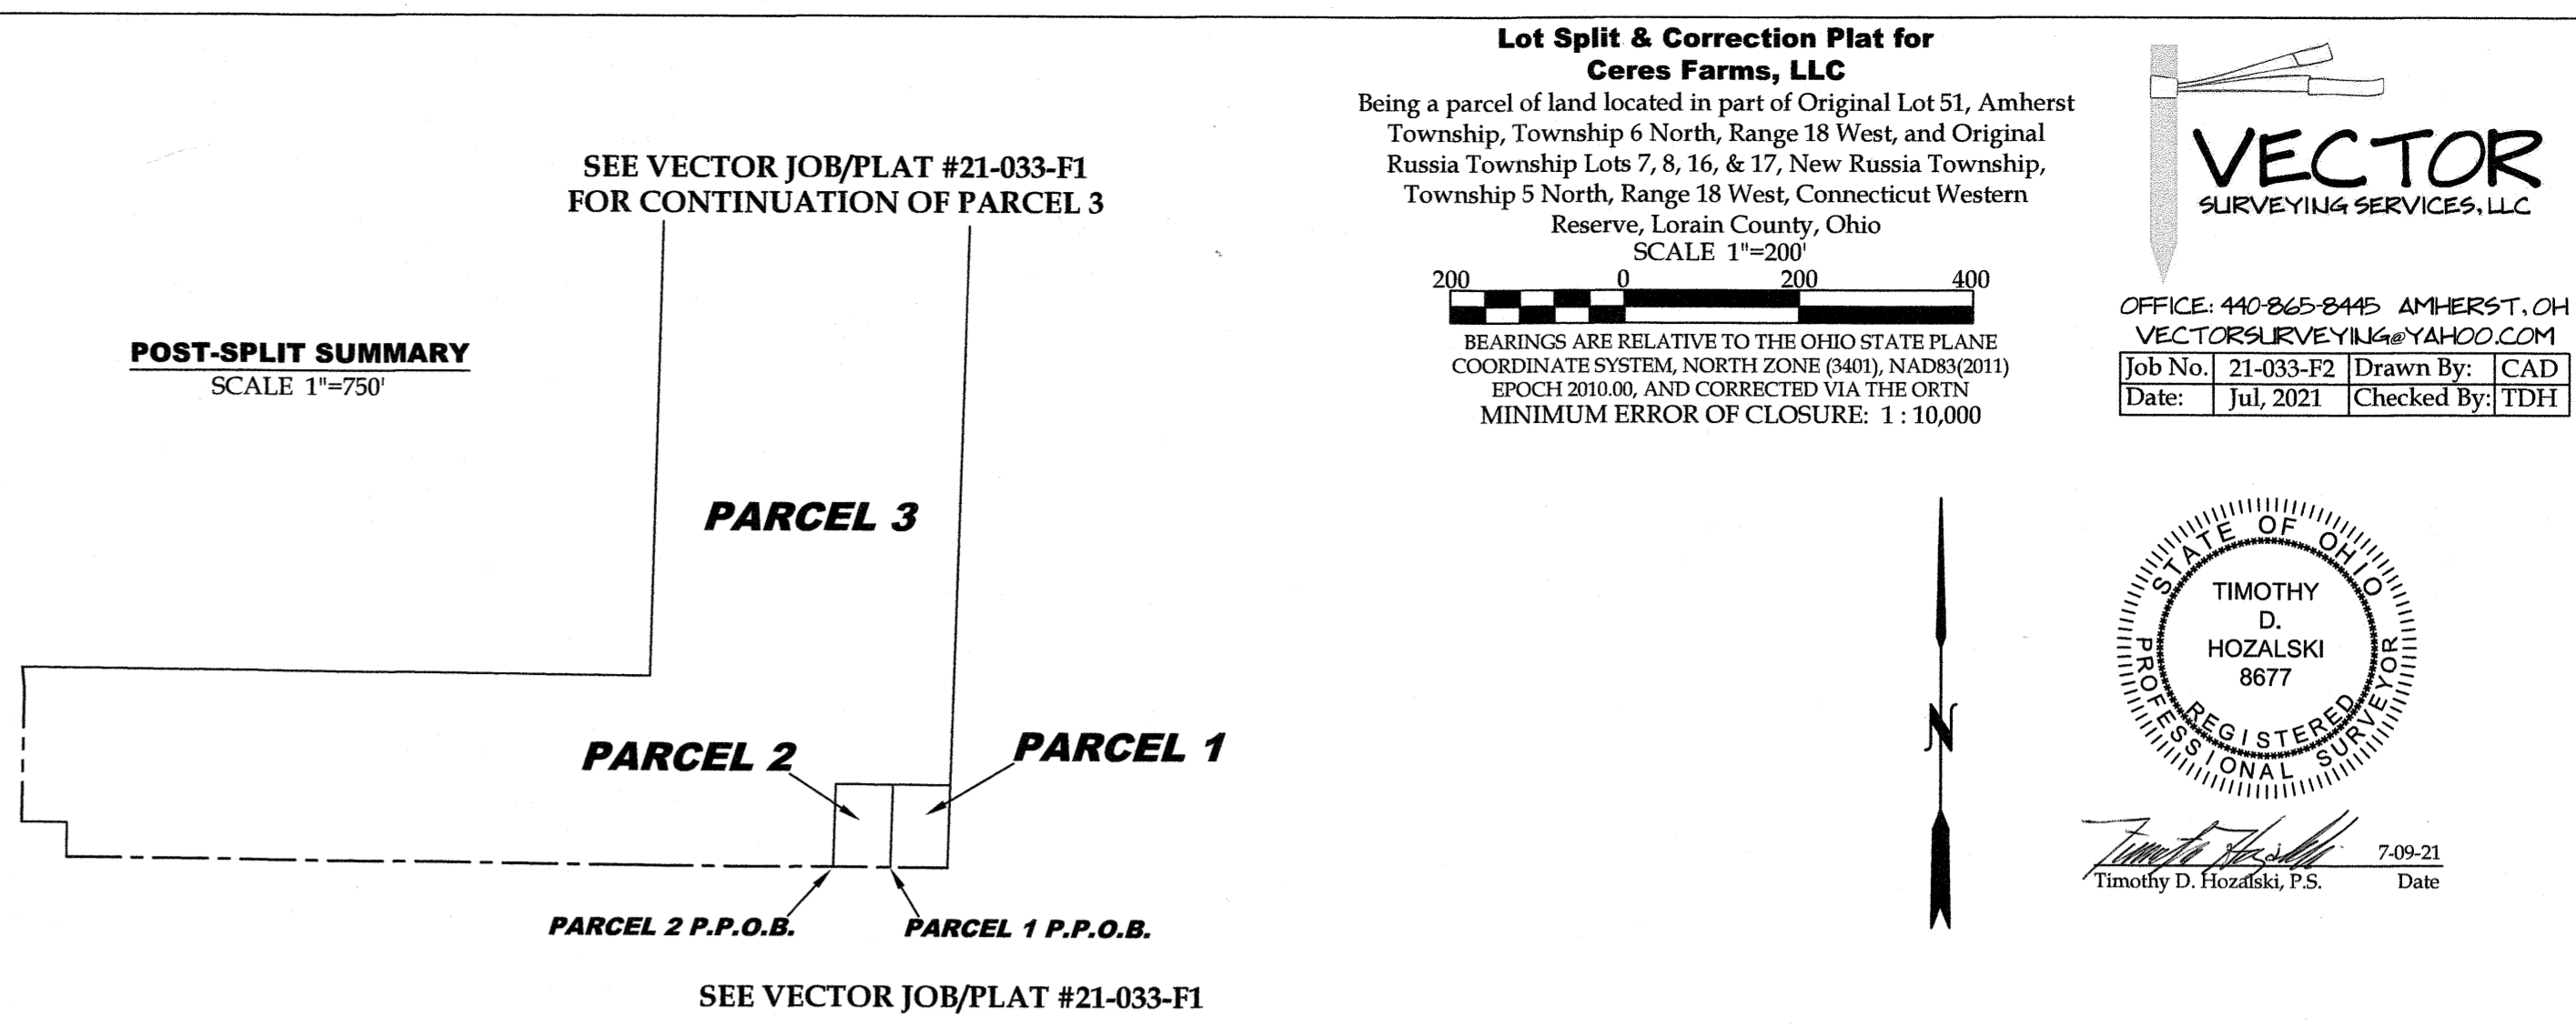 Lot Split & Correction Plat for
Ceres Farms, LLC
Being a parcel of land located in part of Original Lot 51, Amherst
Township, Township 6 North, Range 18 West, and Original
Russia Township Lots 7, 8, 16, & 17, New Russia Township,
Township 5 North, Range 18 West, Connecticut Western
Reserve, Lorain County, Ohio
SCALE 1"=200'
200 0 200 400
BEARINGS ARE RELATIVE TO THE OHIO STATE PLANE
COORDINATE SYSTEM, NORTH ZONE (3401), NAD83(2011)
EPOCH 2010.00, AND CORRECTED VIA THE ORTN
MINIMUM ERROR OF CLOSURE: 1 : 10,000
VECTOR
SURVEYING SERVICES, LLC
OFFICE: 440-865-8445 AMHERST, OH
VECTORSURVEYING@YAHOO.COM
Job No. 21-033-F2 Drawn By: CAD
Date: Jul, 2021 Checked By: TDH
SEE VECTOR JOB/PLAT #21-033-F1
FOR CONTINUATION OF PARCEL 3
POST-SPLIT SUMMARY
SCALE 1"=750'
PARCEL 3
PARCEL 2
PARCEL 1
PARCEL 2 P.P.O.B.
PARCEL 1 P.P.O.B.
SEE VECTOR JOB/PLAT #21-033-F1
N
STATE OF OHIO
TIMOTHY
D.
HOZALSKI
8677
REGISTERED
PROFESSIONAL SURVEYOR
Timothy Hozalski
7-09-21
Timothy D. Hozalski, P.S. Date